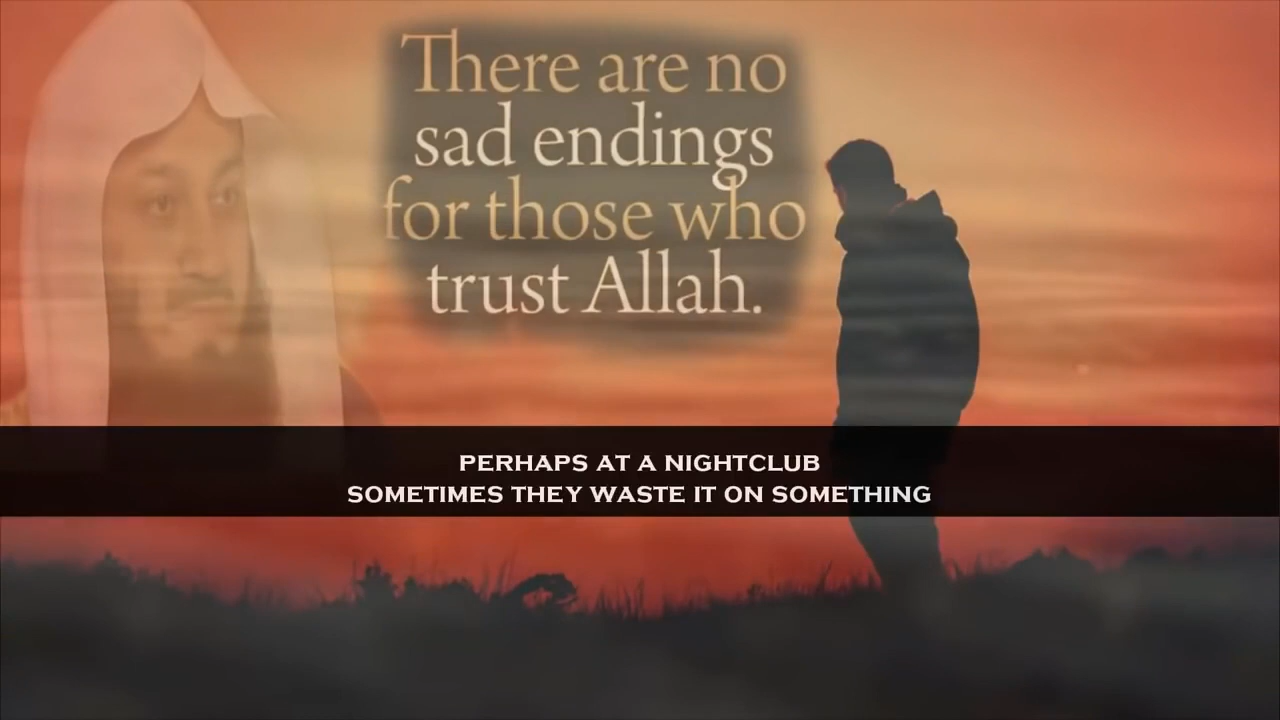 There are no
sad endings
for those who
trust Allah.
PERHAPS AT A NIGHTCLUB
SOMETIMES THEY WASTE IT ON SOMETHING